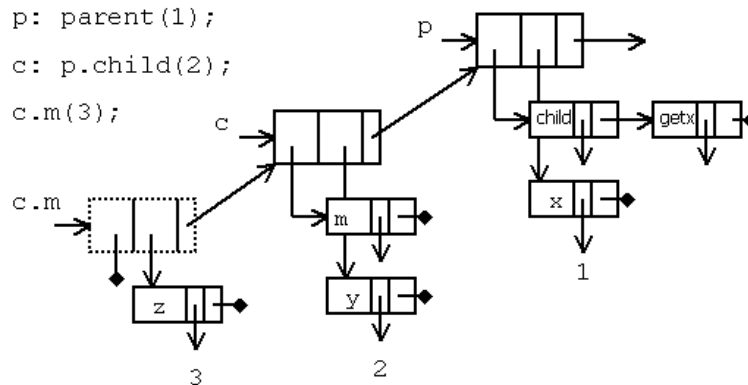 p: parent(1);
c: p.child(2);
c.m(3);
p
child
getx
c
x
c.m
m
1
z
y
3
2